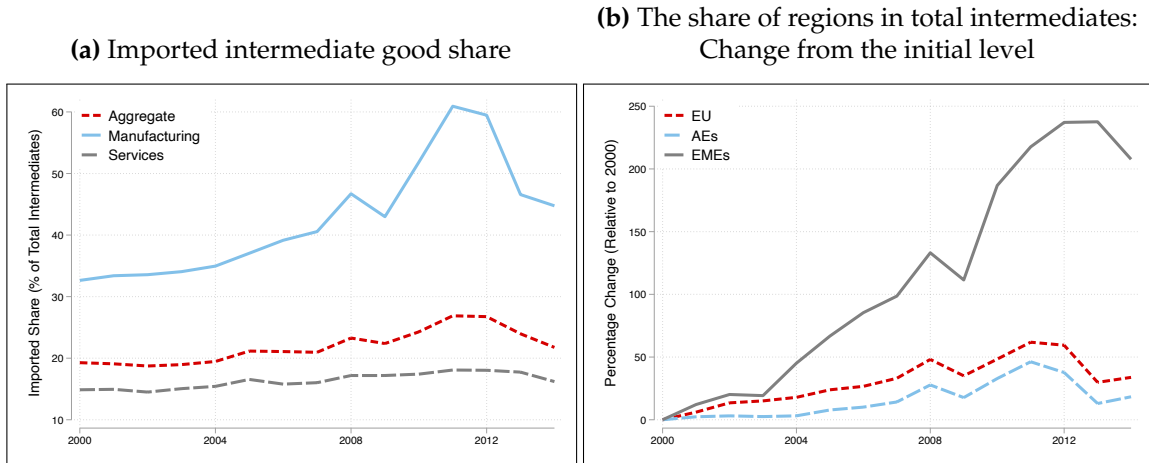 (a) Imported intermediate good share
Imported Share (% of Total Intermediates)
60
50
40
30
20
10
Aggregate
Manufacturing
Services
2000 2004 2008 2012
(b) The share of regions in total intermediates:
Change from the initial level
Percentage Change (Relative to 2000)
250
200
150
100
50
0
EU
AEs
EMEs
2000 2004 2008 2012